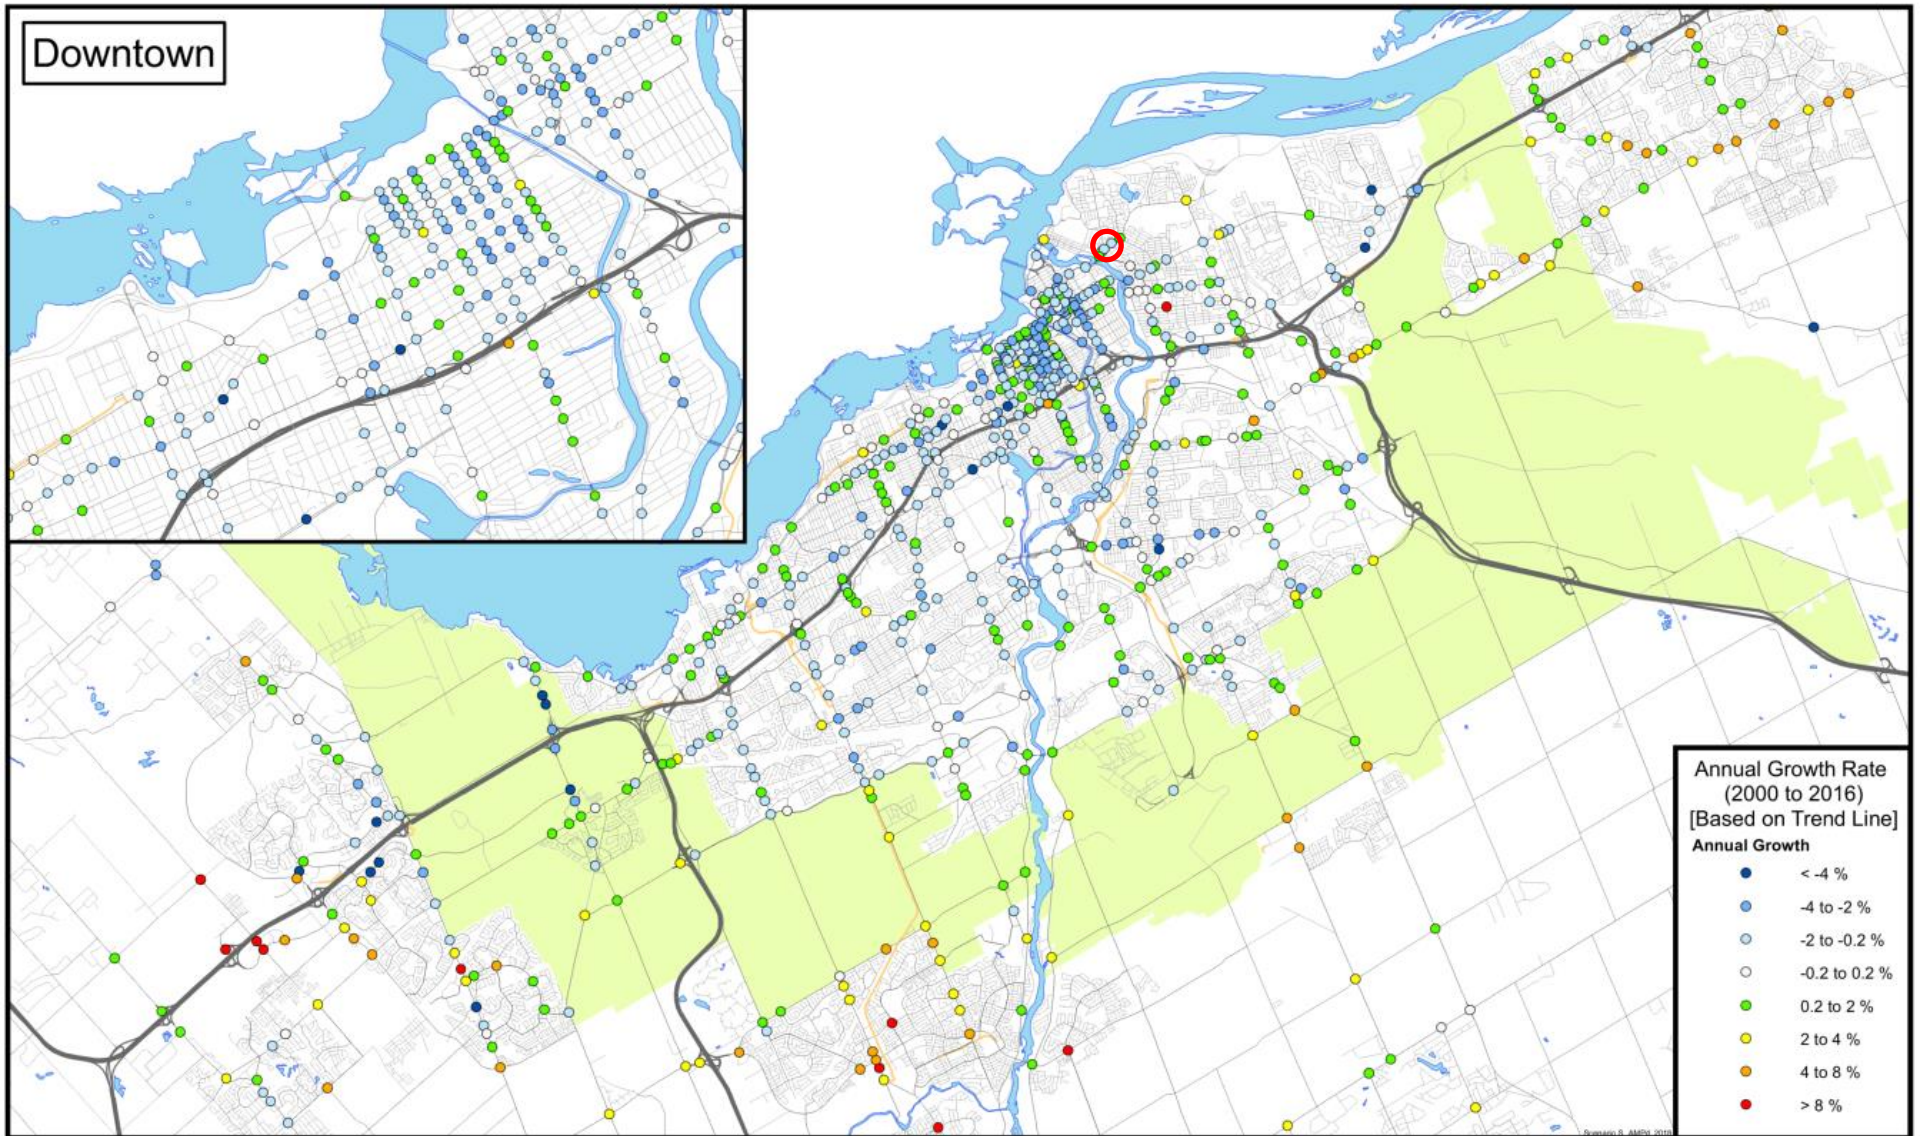 Downtown
Annual Growth Rate
(2000 to 2016)
[Based on Trend Line]
Annual Growth
< -4 %
-4 to -2 %
-2 to -0.2 %
-0.2 to 0.2 %
0.2 to 2 %
2 to 4 %
4 to 8 %
> 8 %